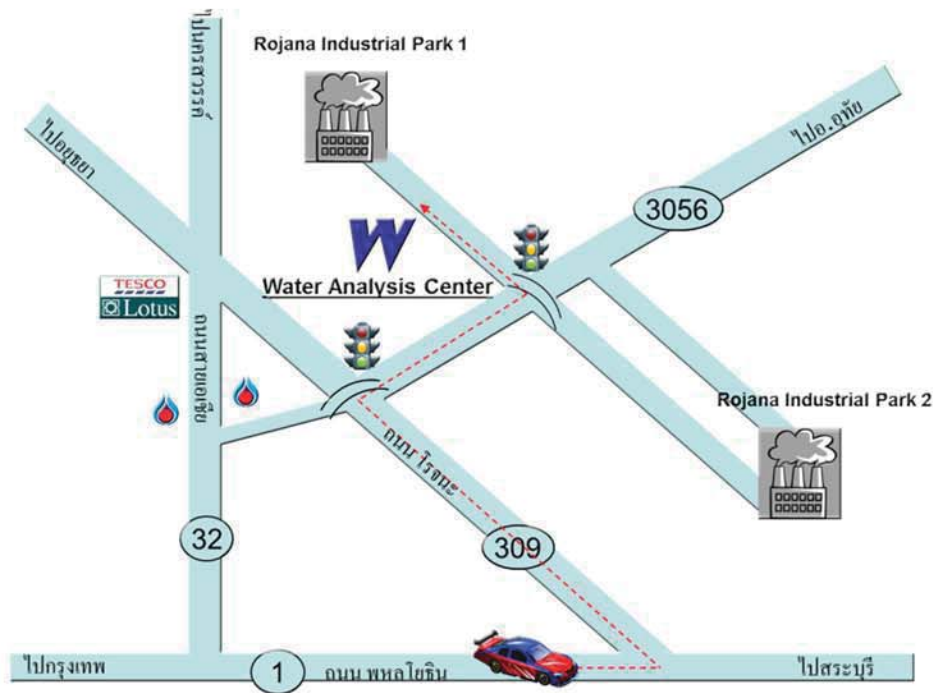 ไปนครสวรรค์
Rojana Industrial Park 1
ไปอยุธยา
ไปอ.อุทัย
3056
W
Water Analysis Center
TESCO
Lotus
ถนนสายเอเชีย
Rojana Industrial Park 2
ถนน โรจนะ
32
309
ไปกรุงเทพ
1
ถนน พหลโยธิน
ไปสระบุรี